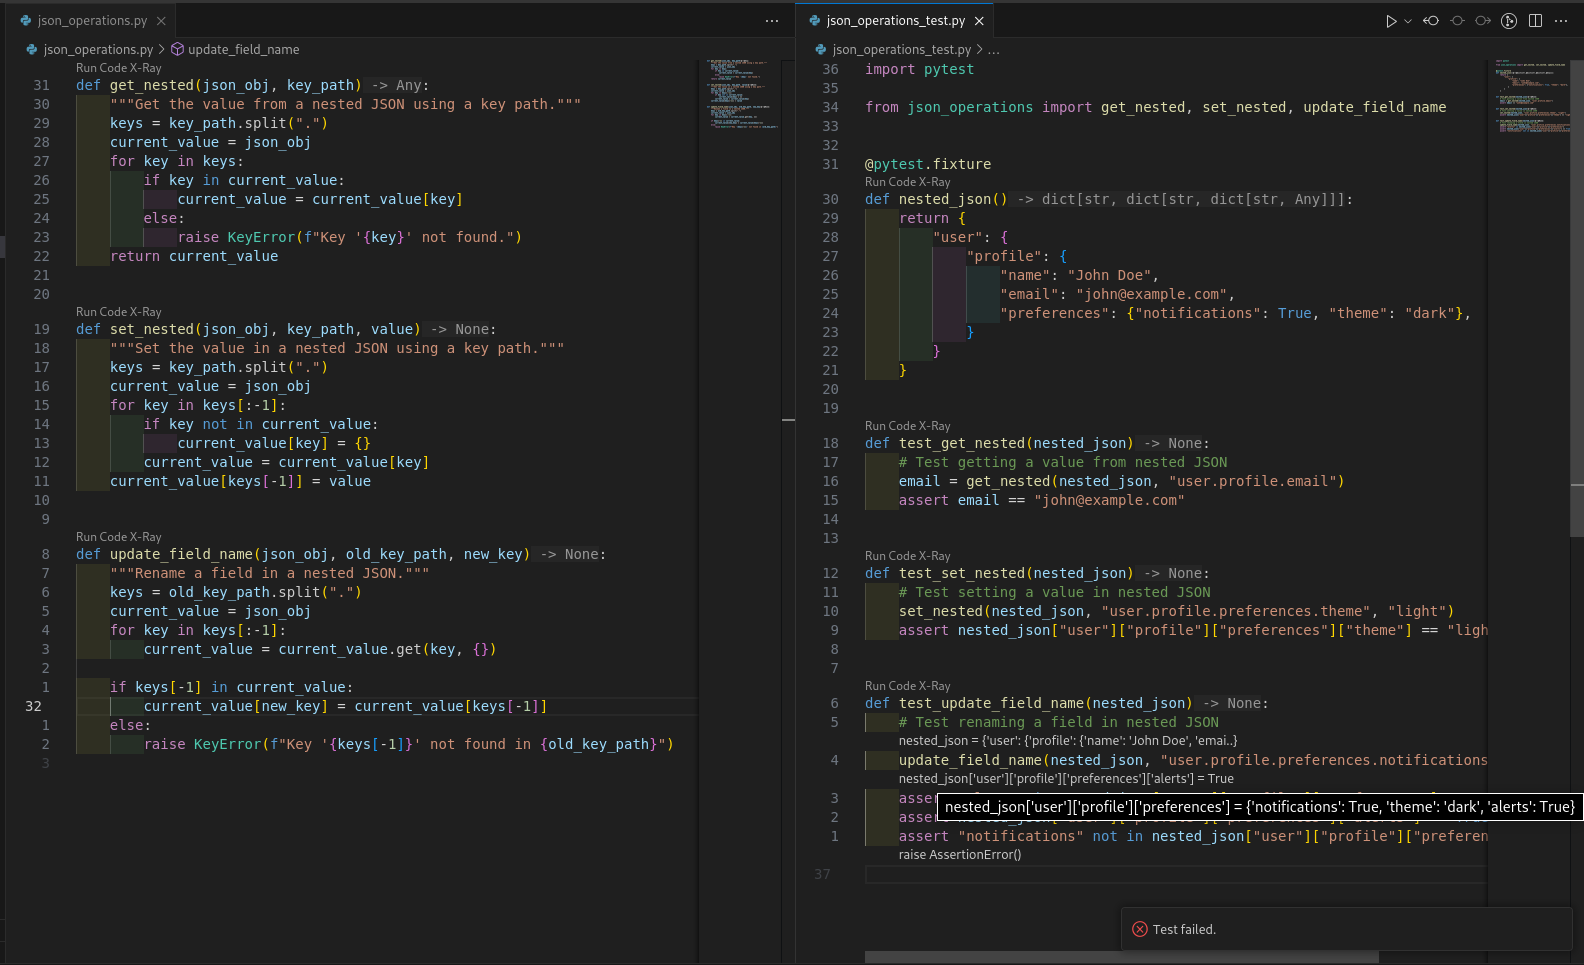 json_operations.py
json_operations.py > update_field_name
Run Code X-Ray
31 def get_nested(json_obj, key_path) -> Any:
30 """Get the value from a nested JSON using a key path."""
29 keys = key_path.split(".")
28 current_value = json_obj
27 for key in keys:
26 if key in current_value:
25 current_value = current_value[key]
24 else:
23 raise KeyError(f"Key '{key}' not found.")
22 return current_value
21
20
Run Code X-Ray
19 def set_nested(json_obj, key_path, value) -> None:
18 """Set the value in a nested JSON using a key path."""
17 keys = key_path.split(".")
16 current_value = json_obj
15 for key in keys[:-1]:
14 if key not in current_value:
13 current_value[key] = {}
12 current_value = current_value[key]
11 current_value[keys[-1]] = value
10
9
Run Code X-Ray
8 def update_field_name(json_obj, old_key_path, new_key) -> None:
7 """Rename a field in a nested JSON."""
6 keys = old_key_path.split(".")
5 current_value = json_obj
4 for key in keys[:-1]:
3 current_value = current_value.get(key, {})
2
1 if keys[-1] in current_value:
32 current_value[new_key] = current_value[keys[-1]]
1 else:
2 raise KeyError(f"Key '{keys[-1]}' not found in {old_key_path}")
3
json_operations_test.py
json_operations_test.py > ...
36 import pytest
35
34 from json_operations import get_nested, set_nested, update_field_name
33
32
31 @pytest.fixture
Run Code X-Ray
30 def nested_json() -> dict[str, dict[str, dict[str, Any]]]:
29 return {
28 "user": {
27 "profile": {
26 "name": "John Doe",
25 "email": "john@example.com",
24 "preferences": {"notifications": True, "theme": "dark"},
23 }
22 }
21 }
20
19
Run Code X-Ray
18 def test_get_nested(nested_json) -> None:
17 # Test getting a value from nested JSON
16 email = get_nested(nested_json, "user.profile.email")
15 assert email == "john@example.com"
14
13
Run Code X-Ray
12 def test_set_nested(nested_json) -> None:
11 # Test setting a value in nested JSON
10 set_nested(nested_json, "user.profile.preferences.theme", "light")
9 assert nested_json["user"]["profile"]["preferences"]["theme"] == "ligh
8
7
Run Code X-Ray
6 def test_update_field_name(nested_json) -> None:
5 # Test renaming a field in nested JSON
nested_json = {'user': {'profile': {'name': 'John Doe', 'emai..}
4 update_field_name(nested_json, "user.profile.preferences.notifications
nested_json['user']['profile']['preferences']['alerts'] = True
3 asser
nested_json['user']['profile']['preferences'] = {'notifications': True, 'theme': 'dark', 'alerts': True}
2 asser
1 assert "notifications" not in nested_json["user"]["profile"]["preferen
raise AssertionError()
37
Test failed.